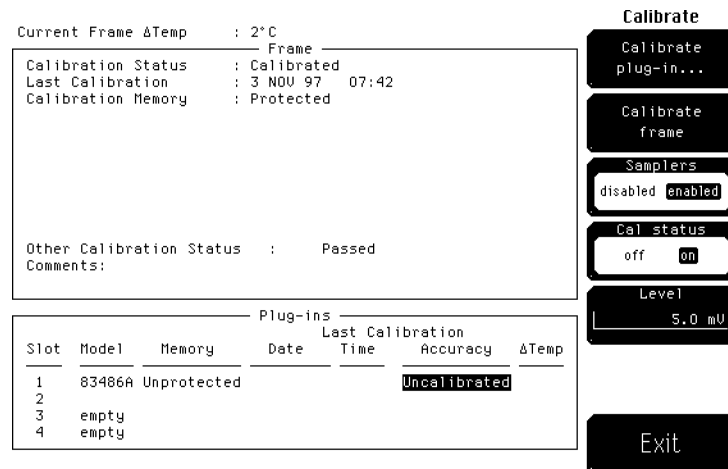 Current Frame ΔTemp : 2°C
Frame
Calibration Status : Calibrated
Last Calibration : 3 NOV 97 07:42
Calibration Memory : Protected
Other Calibration Status : Passed
Comments:
Plug-ins
Last Calibration
Slot Model Memory Date Time Accuracy ΔTemp
1 83486A Unprotected Uncalibrated
2
3 empty
4 empty
Calibrate
Calibrate
plug-in...
Calibrate
frame
Samplers
disabled enabled
Cal status
off on
Level
5.0 mV
Exit